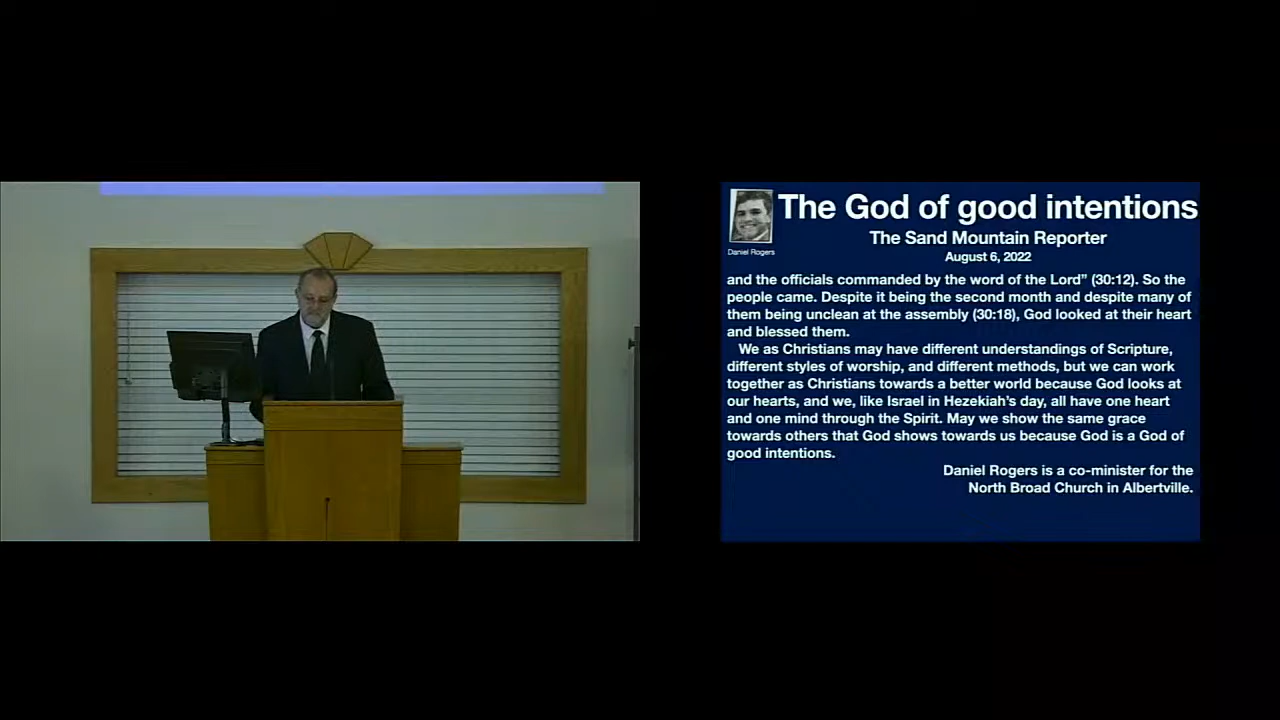 The God of good intentions
The Sand Mountain Reporter
August 6, 2022
Daniel Rogers
and the officials commanded by the word of the Lord” (30:12). So the
people came. Despite it being the second month and despite many of
them being unclean at the assembly (30:18), God looked at their heart
and blessed them.
We as Christians may have different understandings of Scripture,
different styles of worship, and different methods, but we can work
together as Christians towards a better world because God looks at
our hearts, and we, like Israel in Hezekiah’s day, all have one heart
and one mind through the Spirit. May we show the same grace
towards others that God shows towards us because God is a God of
good intentions.
Daniel Rogers is a co-minister for the
North Broad Church in Albertville.